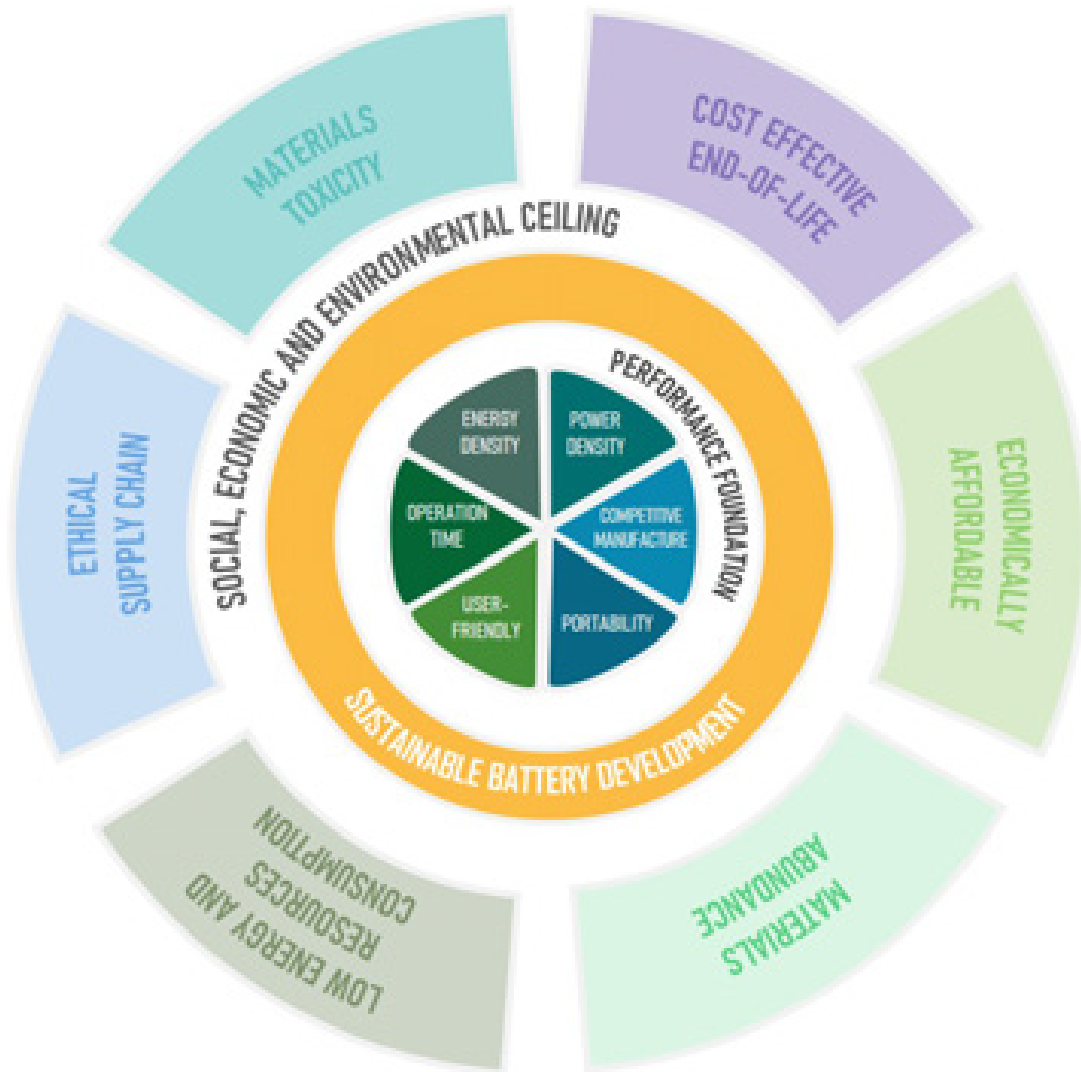 MATERIALS
TOXICITY
COST EFFECTIVE
END-OF-LIFE
SOCIAL, ECONOMIC AND ENVIRONMENTAL CEILING
PERFORMANCE FOUNDATION
ENERGY
DENSITY
POWER
DENSITY
OPERATION
TIME
COMPETITIVE
MANUFACTURE
USER-
FRIENDLY
PORTABILITY
ETHICAL
SUPPLY CHAIN
ECONOMICALLY
AFFORDABLE
SUSTAINABLE BATTERY DEVELOPMENT
LOW ENERGY AND
RESOURCES
CONSUMPTION
MATERIALS
ABUNDANCE